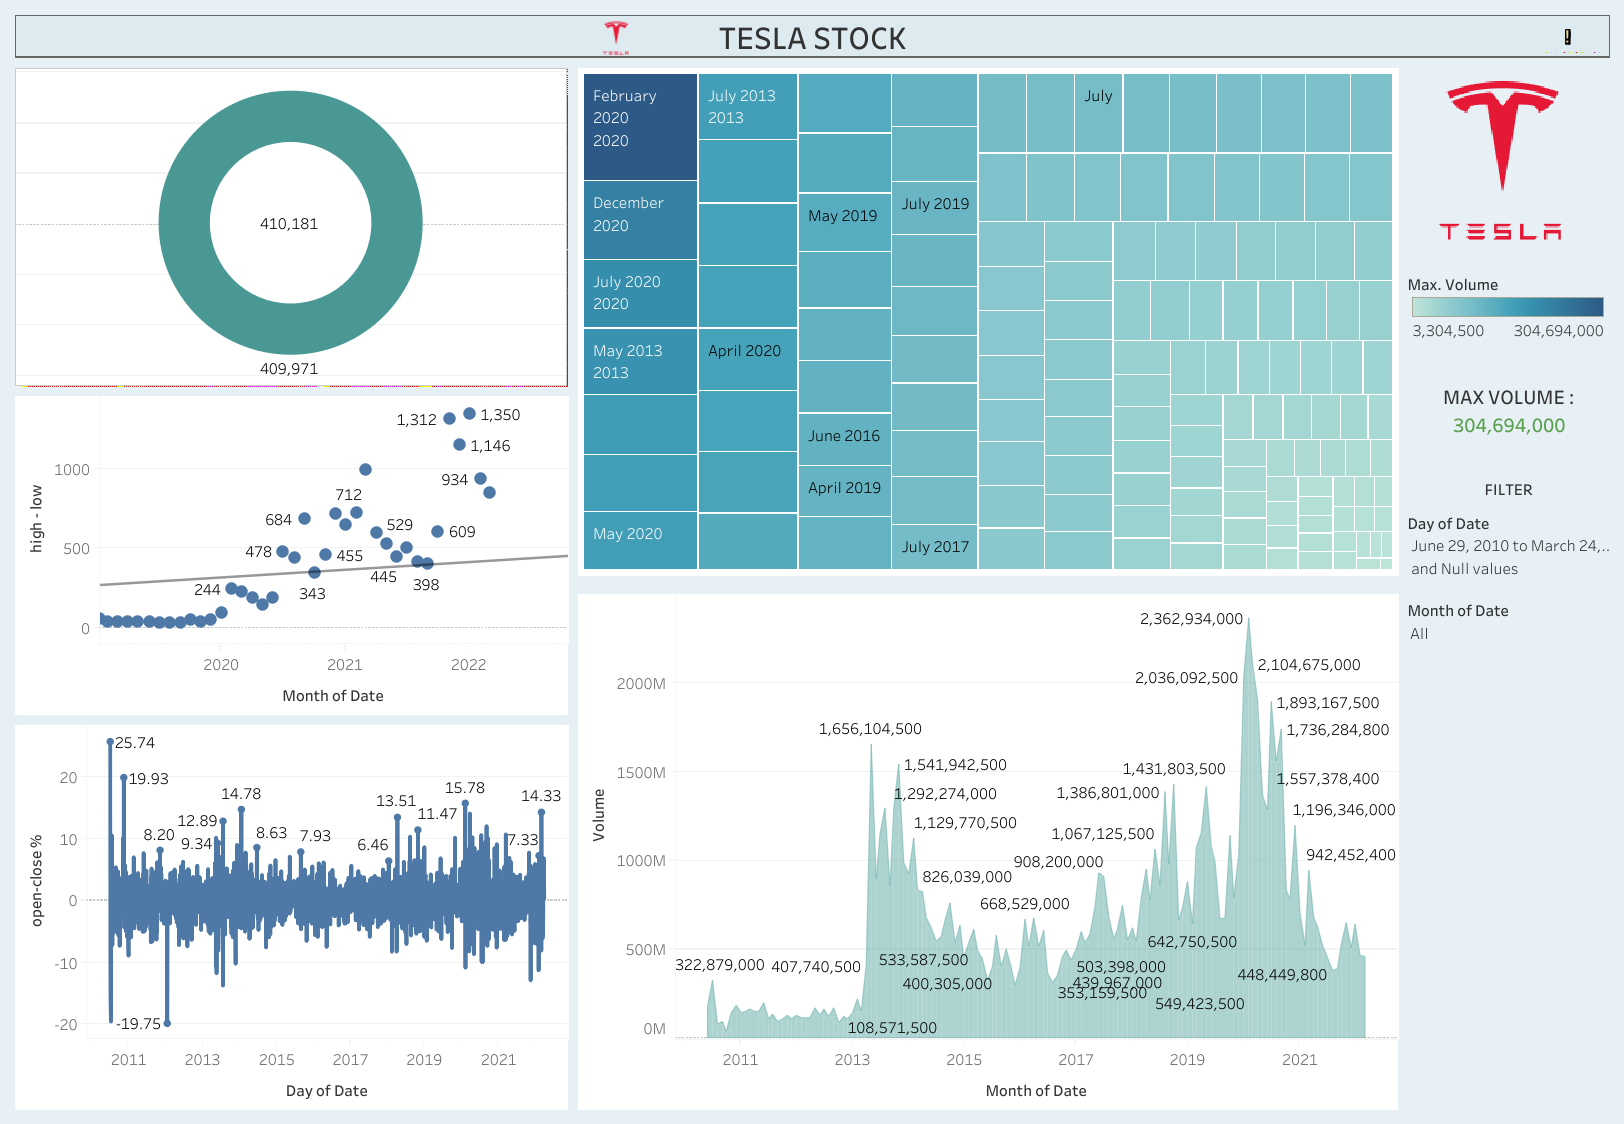 TESLA
TESLA STOCK
!
410,181
409,971
high - low
1000
500
0
1,312
1,350
1,146
934
712
684
529
609
478
455
445
398
343
244
2020
2021
2022
Month of Date
open-close %
20
10
0
-10
-20
25.74
19.93
8.20
12.89
9.34
14.78
8.63
7.93
6.46
13.51
11.47
15.78
14.33
7.33
-19.75
2011
2013
2015
2017
2019
2021
Day of Date
February
2020
2020
December
2020
July 2020
2020
May 2013
2013
May 2020
July 2013
2013
April 2020
May 2019
June 2016
April 2019
July 2019
July 2017
July
Volume
2000M
1500M
1000M
500M
0M
2,362,934,000
2,104,675,000
2,036,092,500
1,893,167,500
1,736,284,800
1,656,104,500
1,541,942,500
1,431,803,500
1,557,378,400
1,292,274,000
1,386,801,000
1,196,346,000
1,129,770,500
1,067,125,500
942,452,400
908,200,000
826,039,000
668,529,000
642,750,500
322,879,000
407,740,500
533,587,500
503,398,000
448,449,800
400,305,000
439,967,000
353,159,500
549,423,500
108,571,500
2011
2013
2015
2017
2019
2021
Month of Date
TESLA
Max. Volume
3,304,500
304,694,000
MAX VOLUME :
304,694,000
FILTER
Day of Date
June 29, 2010 to March 24,..
and Null values
Month of Date
All